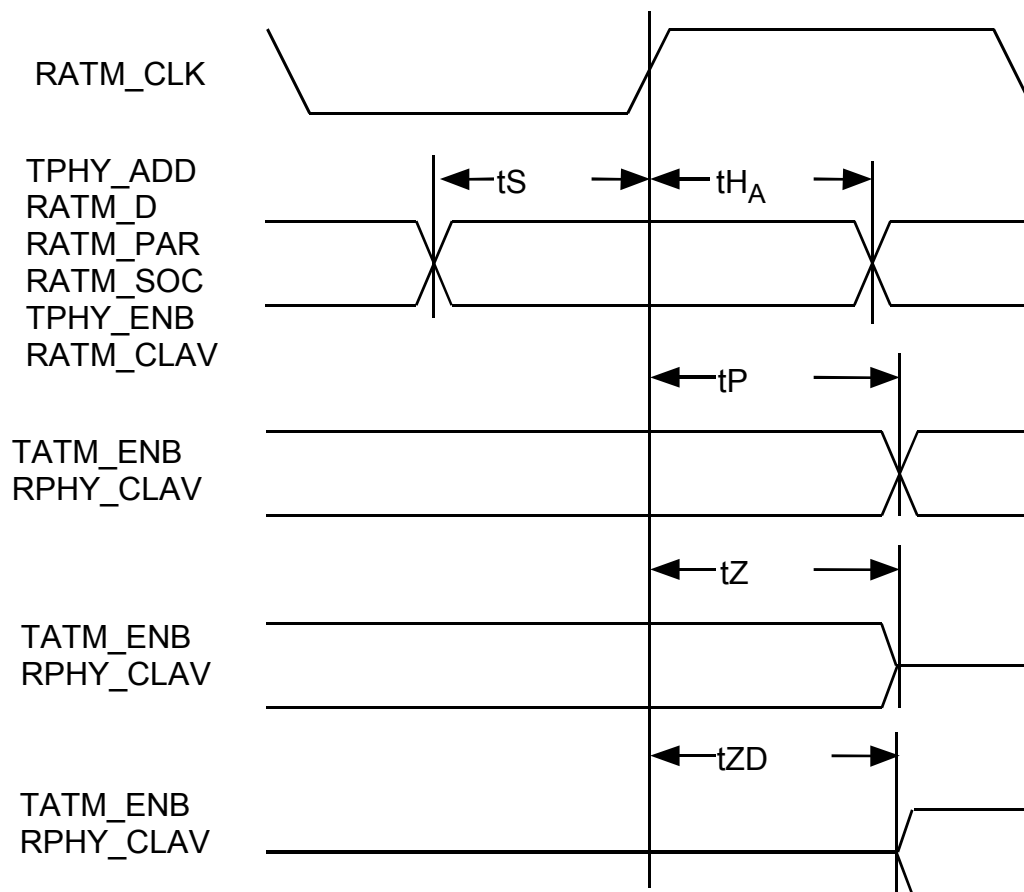 RATM_CLK
TPHY_ADD
tS
tHA
RATM_D
RATM_PAR
RATM_SOC
TPHY_ENB
RATM_CLAV
tP
TATM_ENB
RPHY_CLAV
tZ
TATM_ENB
RPHY_CLAV
tZD
TATM_ENB
RPHY_CLAV